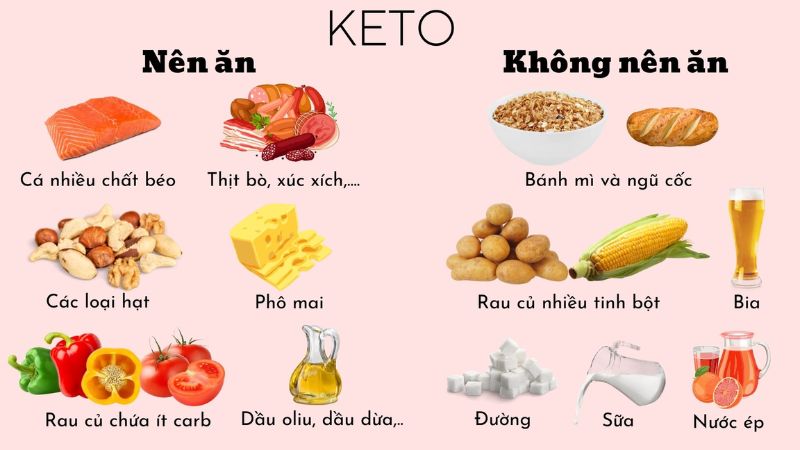 KETO
Nên ăn
Cá nhiều chất béo
Thịt bò, xúc xích,....
Các loại hạt
Phô mai
Rau củ chứa ít carb
Dầu oliu, dầu dừa,..
Không nên ăn
Bánh mì và ngũ cốc
Rau củ nhiều tinh bột
Bia
Đường
Sữa
Nước ép